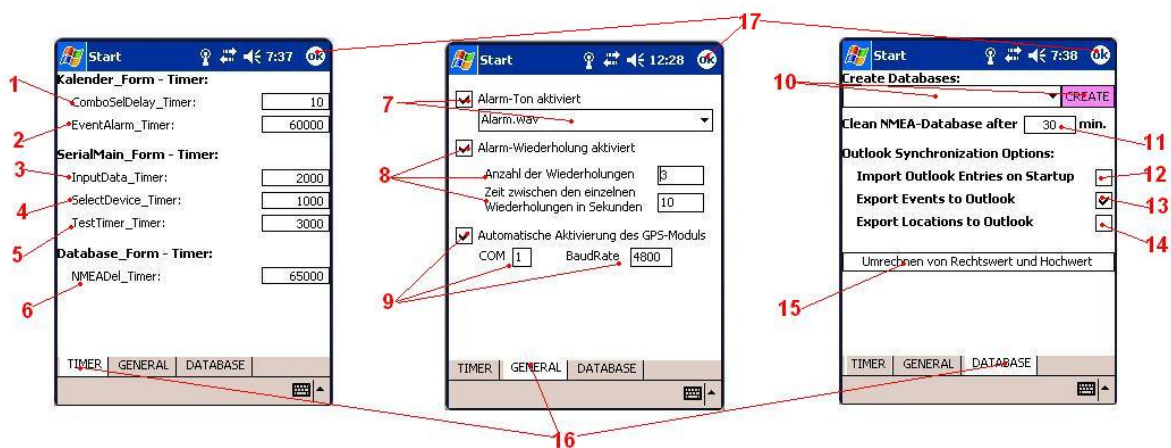 17
Start 7:37 ok
Kalender_Form - Timer:
1
ComboSelDelay_Timer: 10
2
EventAlarm_Timer: 60000
SerialMain_Form - Timer:
3
InputData_Timer: 2000
4
SelectDevice_Timer: 1000
5
TestTimer_Timer: 3000
Database_Form - Timer:
6
NMEADel_Timer: 65000
TIMER GENERAL DATABASE
Start 12:28 ok
7
Alarm-Ton aktiviert
Alarm.wav
Alarm-Wiederholung aktiviert
8
Anzahl der Wiederholungen 3
Zeit zwischen den einzelnen
Wiederholungen in Sekunden 10
Automatische Aktivierung des GPS-Moduls
COM 1 BaudRate 4800
9
TIMER GENERAL DATABASE
Start 7:38 ok
Create Databases:
10
CREATE
Clean NMEA-Database after 30 min.
11
Outlook Synchronization Options:
Import Outlook Entries on Startup
12
Export Events to Outlook
13
Export Locations to Outlook
14
Umrechnen von Rechtswert und Hochwert
15
TIMER GENERAL DATABASE
16